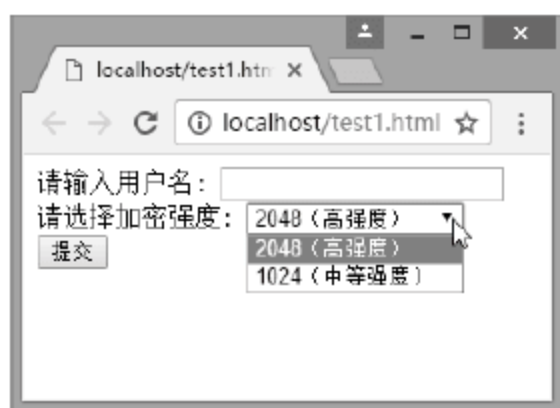 localhost/test1.htm
localhost/test1.html
请输入用户名:
请选择加密强度: 2048（高强度）
2048（高强度）
1024（中等强度）
提交